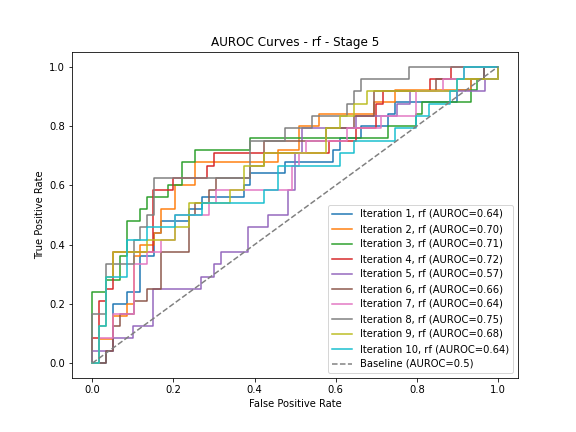 AUROC Curves - rf - Stage 5
True Positive Rate
1.0
0.8
0.6
0.4
0.2
0.0
Iteration 1, rf (AUROC=0.64)
Iteration 2, rf (AUROC=0.70)
Iteration 3, rf (AUROC=0.71)
Iteration 4, rf (AUROC=0.72)
Iteration 5, rf (AUROC=0.57)
Iteration 6, rf (AUROC=0.66)
Iteration 7, rf (AUROC=0.64)
Iteration 8, rf (AUROC=0.75)
Iteration 9, rf (AUROC=0.68)
Iteration 10, rf (AUROC=0.64)
Baseline (AUROC=0.5)
0.0 0.2 0.4 0.6 0.8 1.0
False Positive Rate